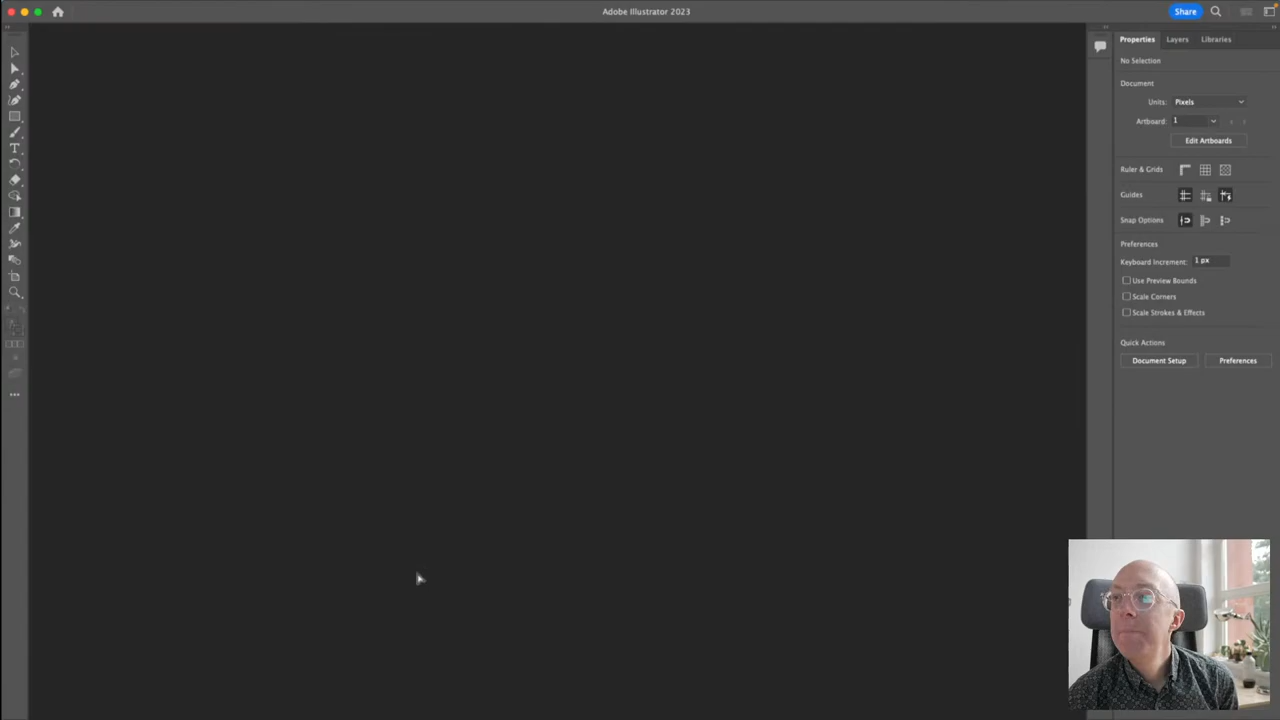 Adobe Illustrator 2023
Share
Properties Layers Libraries
No Selection
Document
Units: Pixels
Artboard: 1
Edit Artboards
Ruler & Grids
Guides
Snap Options
Preferences
Keyboard Increment: 1 px
Use Preview Bounds
Scale Corners
Scale Strokes & Effects
Quick Actions
Document Setup Preferences